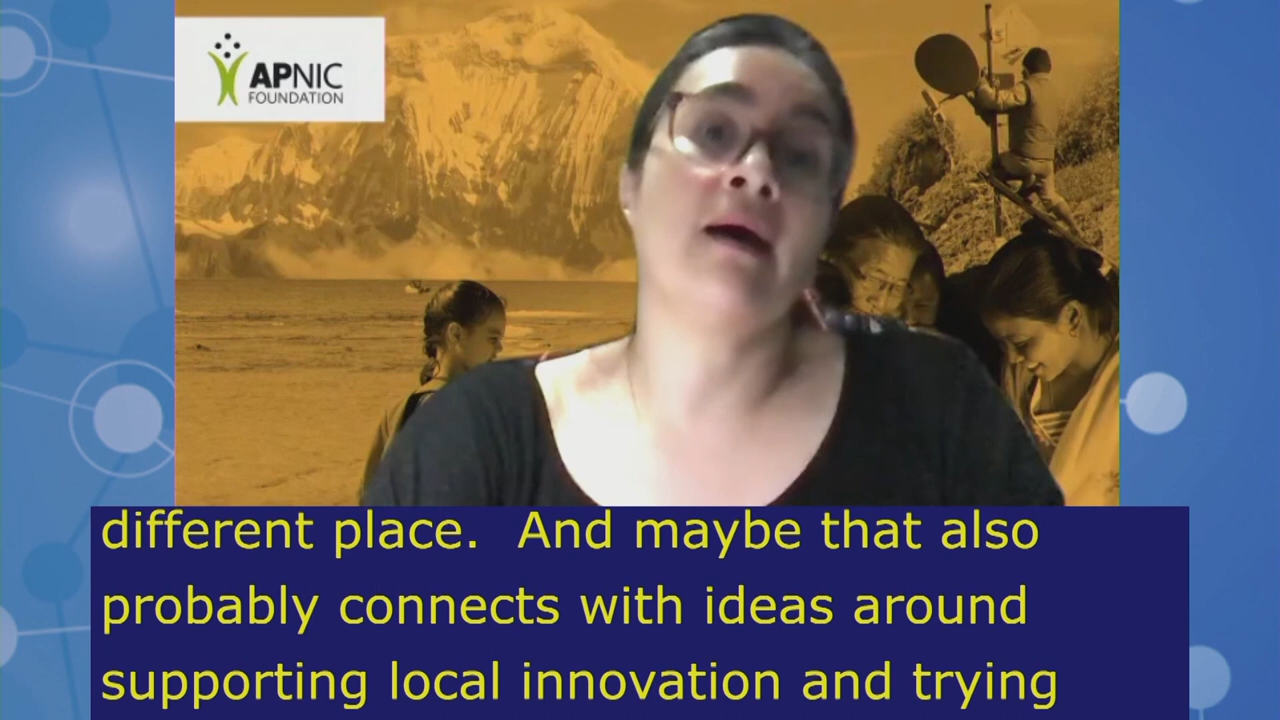 APNIC
FOUNDATION
different place.  And maybe that also
probably connects with ideas around
supporting local innovation and trying